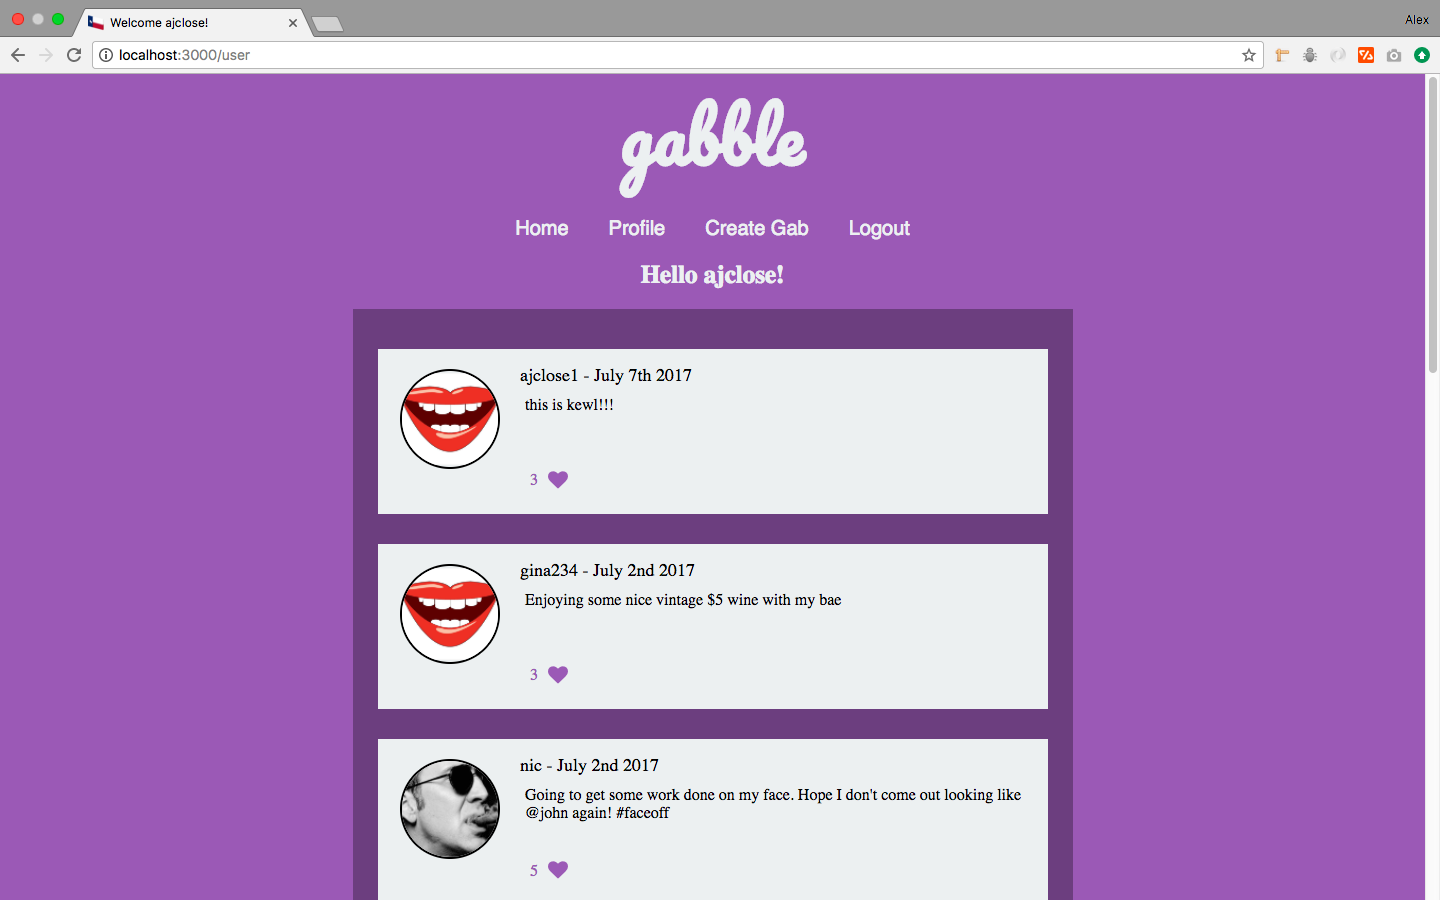 Welcome ajclose!
Alex
localhost:3000/user
gabble
Home Profile Create Gab Logout
Hello ajclose!
ajclose1 - July 7th 2017
this is kewl!!!
3
gina234 - July 2nd 2017
Enjoying some nice vintage $5 wine with my bae
3
nic - July 2nd 2017
Going to get some work done on my face. Hope I don't come out looking like
@john again! #faceoff
5